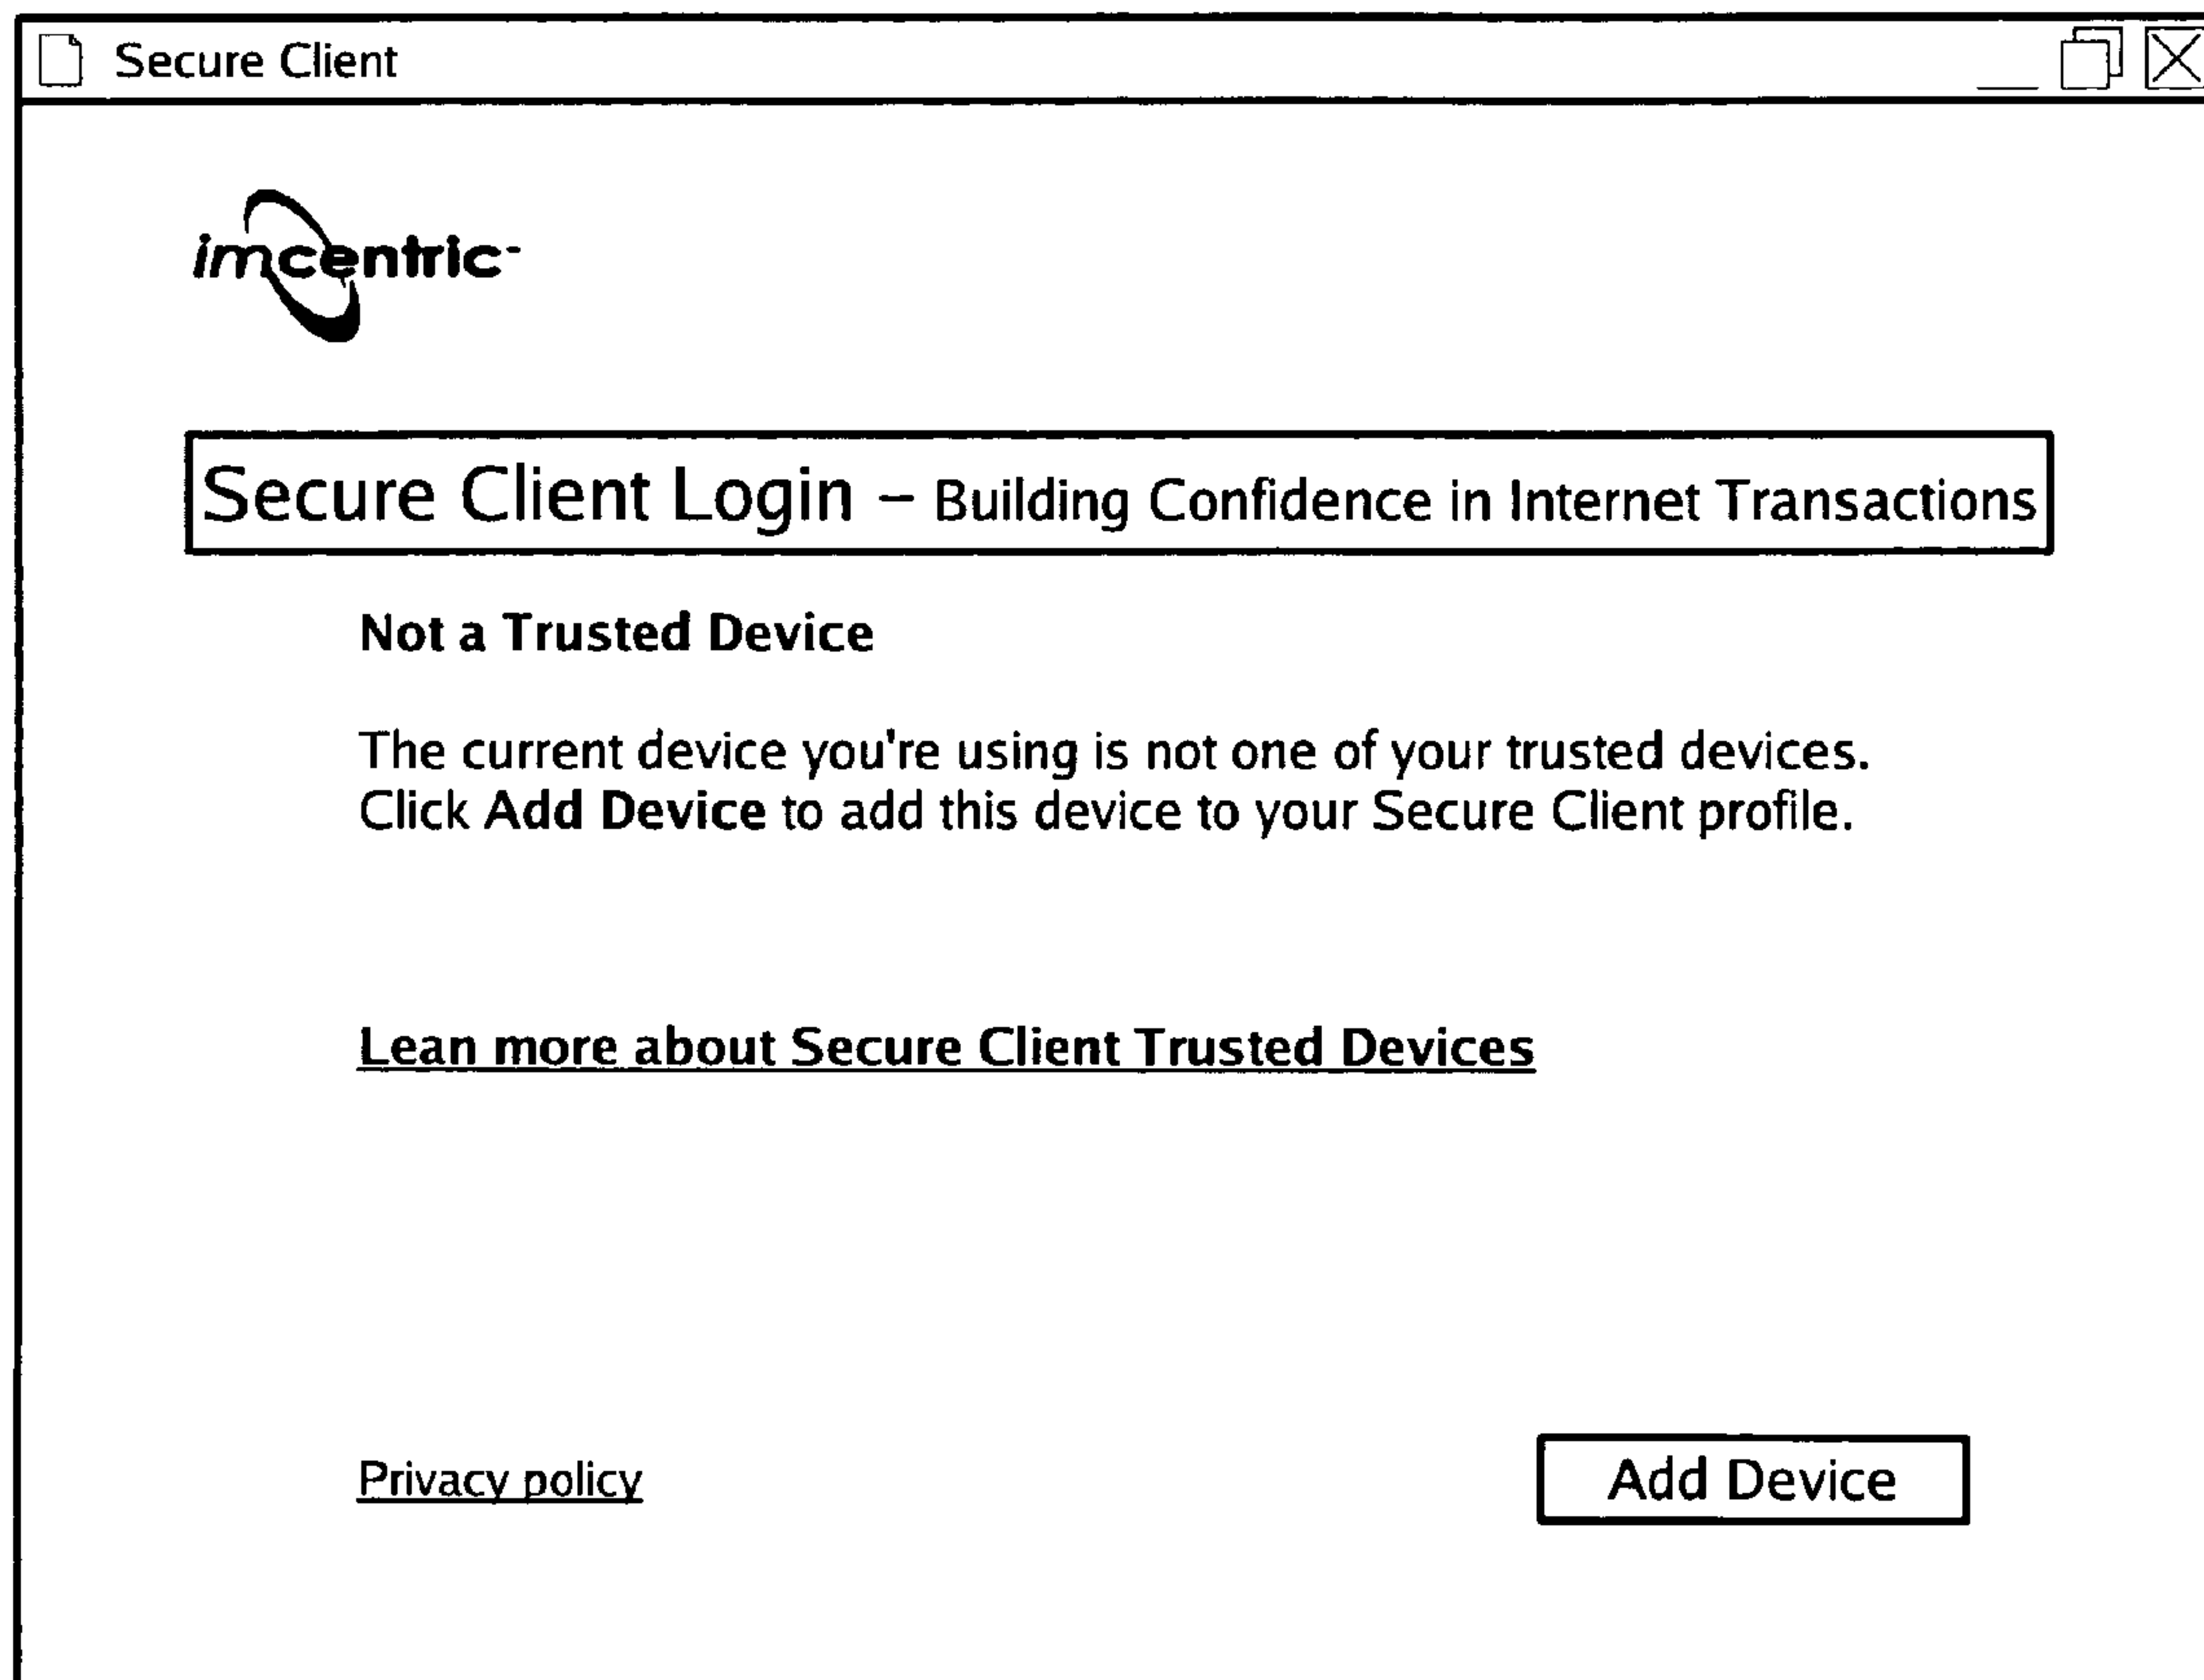 Secure Client
imcentric
Secure Client Login – Building Confidence in Internet Transactions
Not a Trusted Device
The current device you're using is not one of your trusted devices.
Click Add Device to add this device to your Secure Client profile.
Lean more about Secure Client Trusted Devices
Privacy policy
Add Device